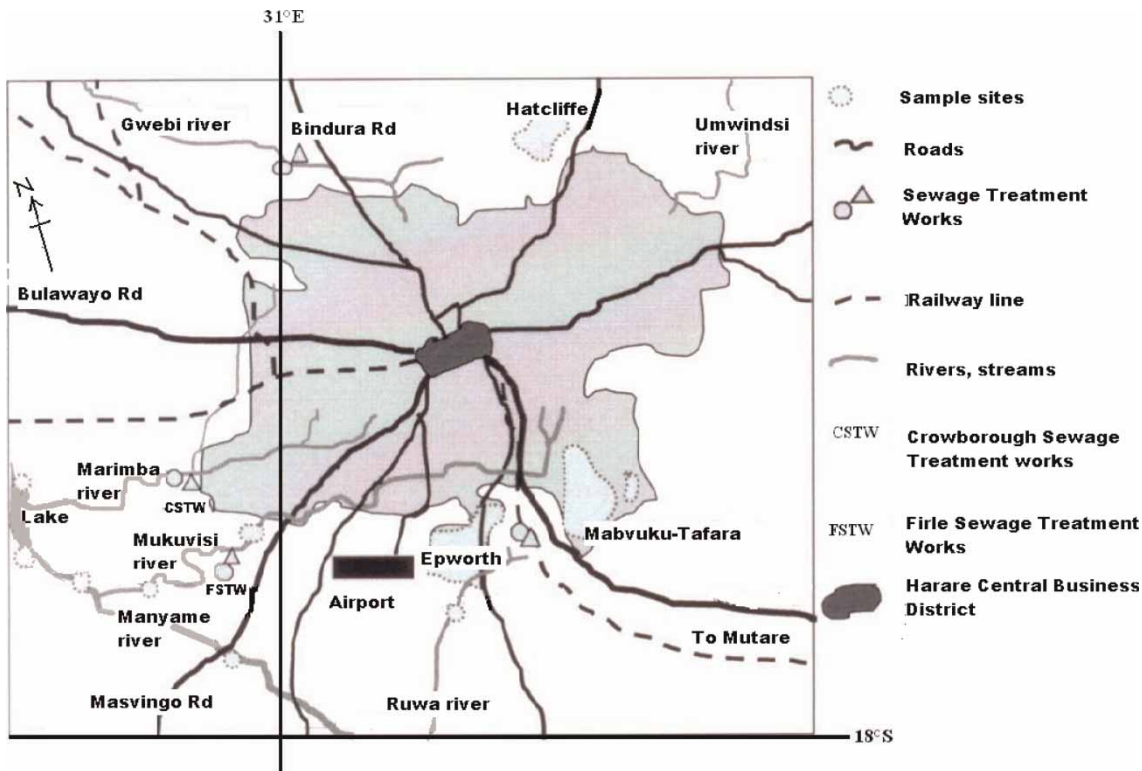 31°E
Gwebi river
Bindura Rd
Hatcliffe
Umwindsi
river
N
Bulawayo Rd
Marimba
river
CSTW
Lake
Mukuvisi
river
FSTW
Epworth
Mabvuku-Tafara
Airport
Manyame
river
To Mutare
Masvingo Rd
Ruwa river
18°S
Sample sites
Roads
Sewage Treatment
Works
Railway line
Rivers, streams
CSTW
Crowborough Sewage
Treatment works
FSTW
Firle Sewage Treatment
Works
Harare Central Business
District